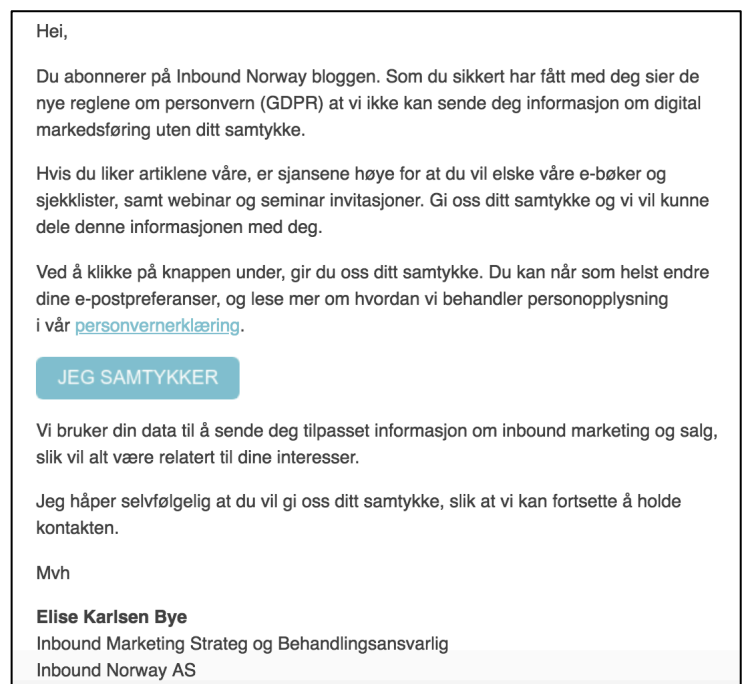 Hei,
Du abonnerer på Inbound Norway bloggen. Som du sikkert har fått med deg sier de
nye reglene om personvern (GDPR) at vi ikke kan sende deg informasjon om digital
markedsføring uten ditt samtykke.
Hvis du liker artiklene våre, er sjansene høye for at du vil elske våre e-bøker og
sjekklister, samt webinar og seminar invitasjoner. Gi oss ditt samtykke og vi vil kunne
dele denne informasjonen med deg.
Ved å klikke på knappen under, gir du oss ditt samtykke. Du kan når som helst endre
dine e-postpreferanser, og lese mer om hvordan vi behandler personopplysning
i vår personvernerklæring.
JEG SAMTYKKER
Vi bruker din data til å sende deg tilpasset informasjon om inbound marketing og salg,
slik vil alt være relatert til dine interesser.
Jeg håper selvfølgelig at du vil gi oss ditt samtykke, slik at vi kan fortsette å holde
kontakten.
Mvh
Elise Karlsen Bye
Inbound Marketing Strateg og Behandlingsansvarlig
Inbound Norway AS